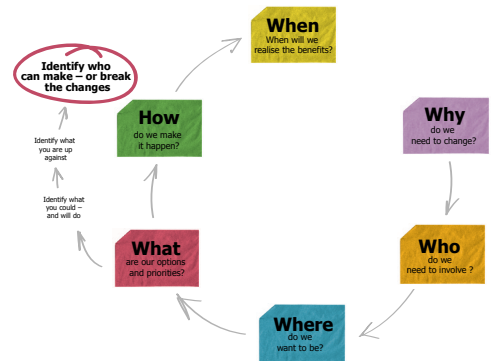 When
When will we
realise the benefits?
Identify who
can make – or break
the changes
How
do we make
it happen?
Why
do we
need to change?
Identify what
you are up
against
Identify what
you could –
and will do
What
are our options
and priorities?
Who
do we
need to involve ?
Where
do we
want to be?